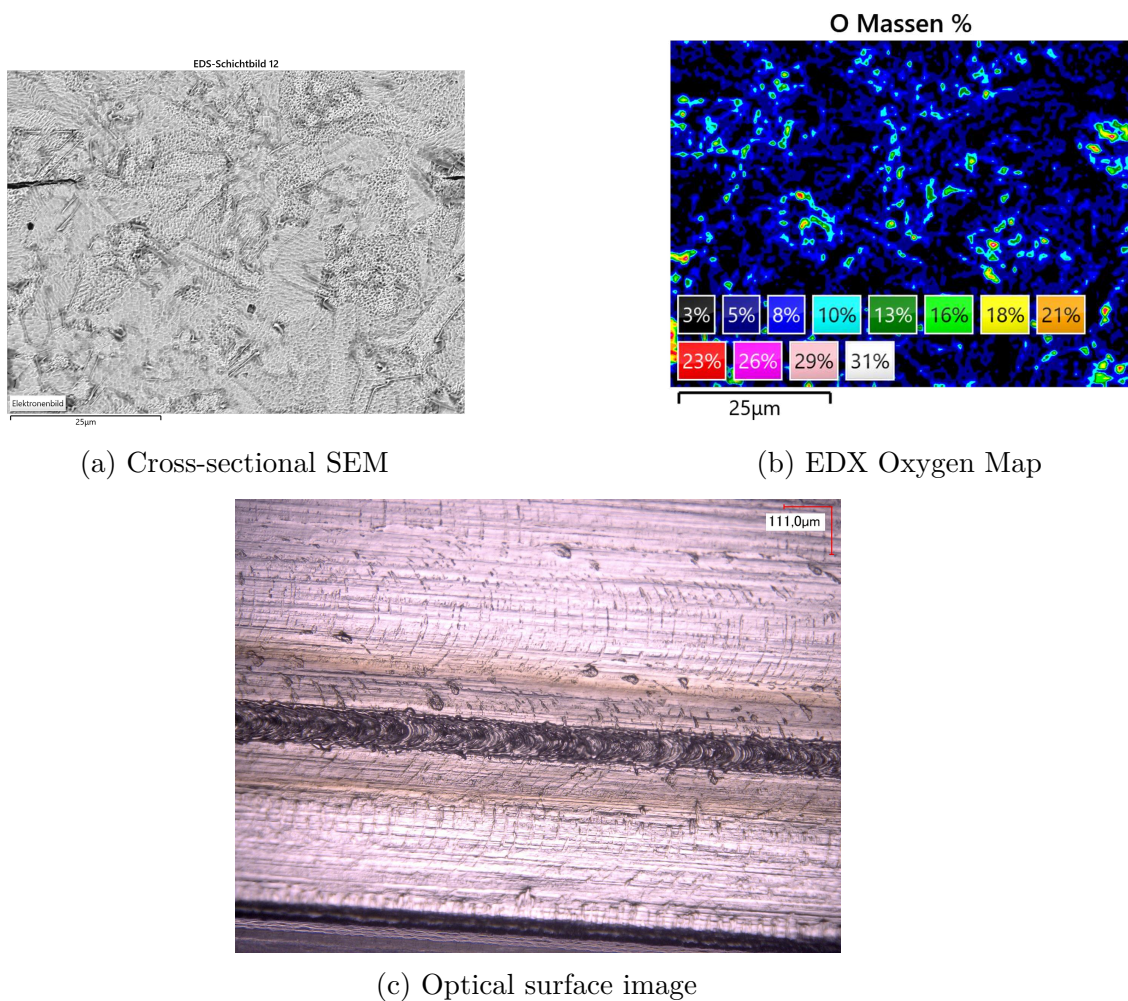 EDS-Schichtbild 12
Elektronenbild
25µm
(a) Cross-sectional SEM
O Massen %
3% 5% 8% 10% 13% 16% 18% 21%
23% 26% 29% 31%
25µm
(b) EDX Oxygen Map
111,0µm
(c) Optical surface image